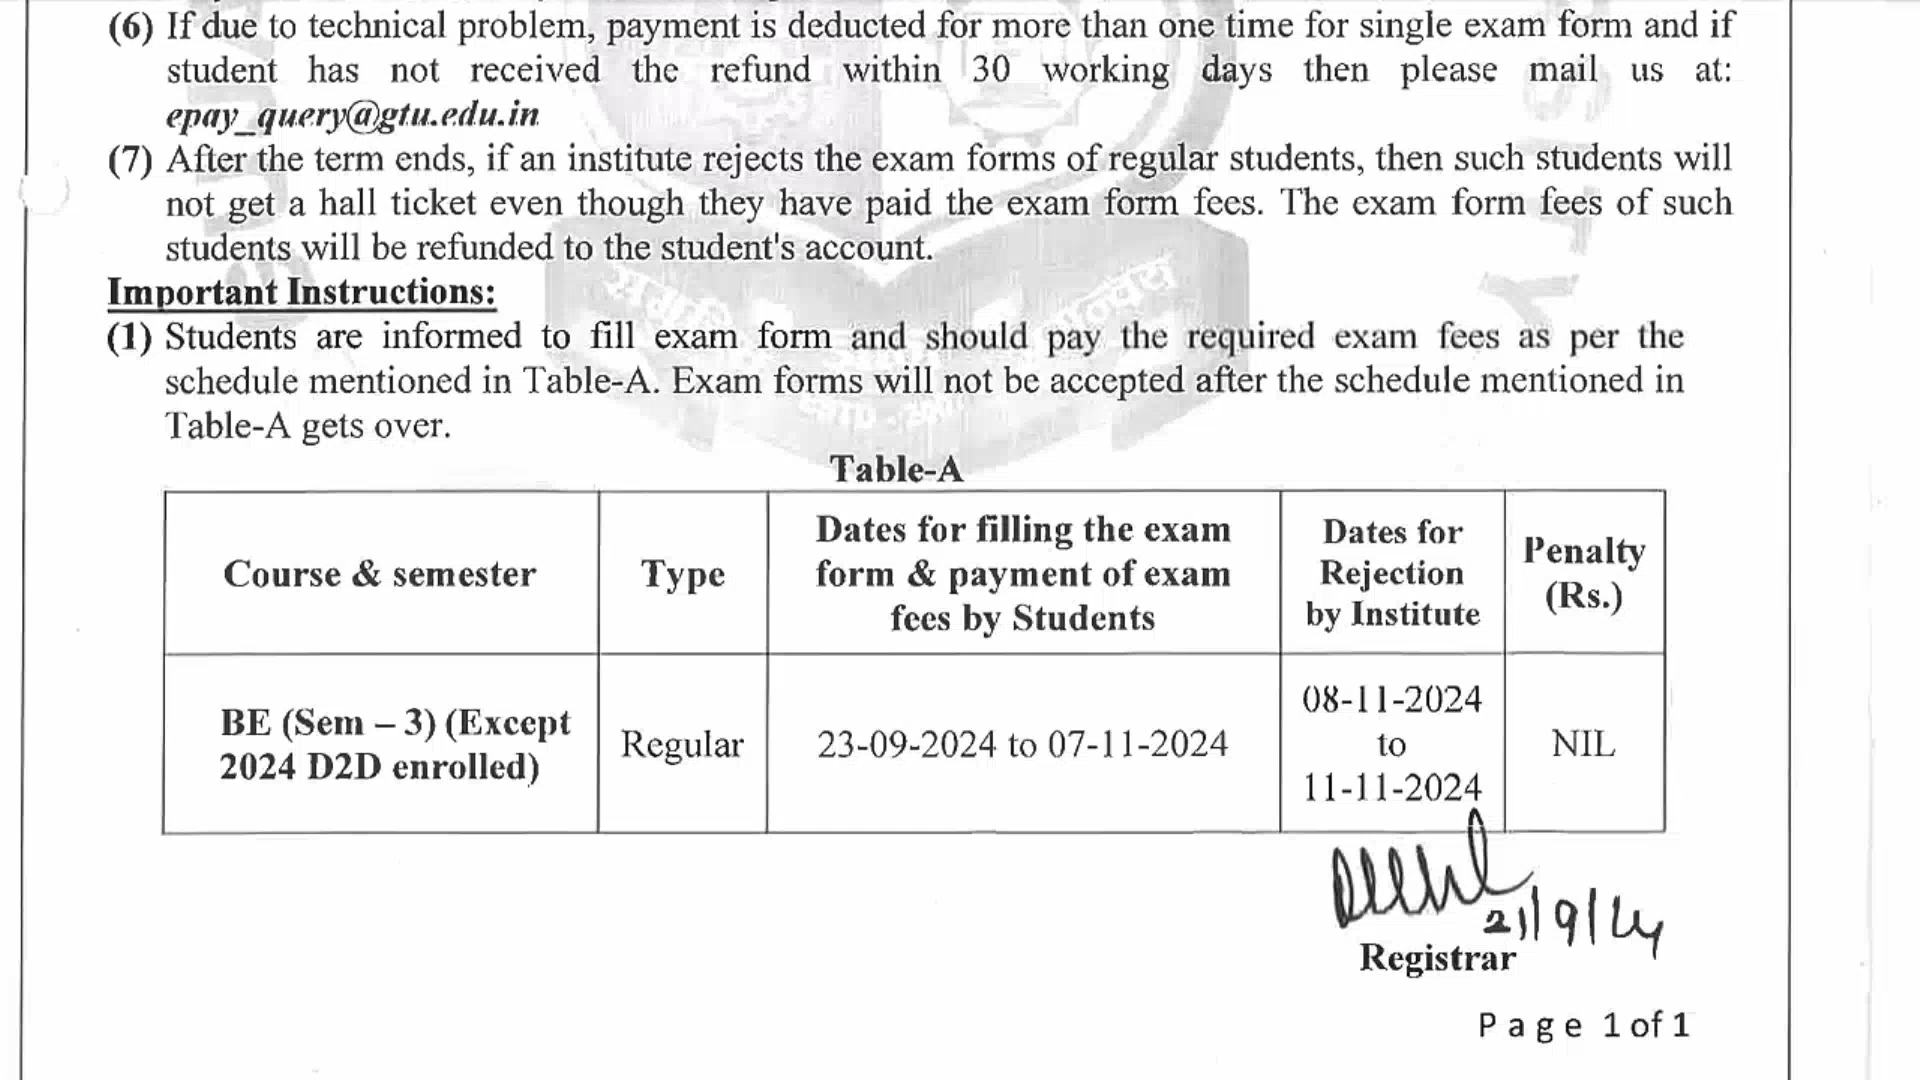 (6) If due to technical problem, payment is deducted for more than one time for single exam form and if
student has not received the refund within 30 working days then please mail us at:
epay_query@gtu.edu.in
(7) After the term ends, if an institute rejects the exam forms of regular students, then such students will
not get a hall ticket even though they have paid the exam form fees. The exam form fees of such
students will be refunded to the student's account.
Important Instructions:
(1) Students are informed to fill exam form and should pay the required exam fees as per the
schedule mentioned in Table-A. Exam forms will not be accepted after the schedule mentioned in
Table-A gets over.
Table-A
Course & semester
Type
Dates for filling the exam
form & payment of exam
fees by Students
Dates for
Rejection
by Institute
Penalty
(Rs.)
BE (Sem – 3) (Except
2024 D2D enrolled)
Regular
23-09-2024 to 07-11-2024
08-11-2024
to
11-11-2024
NIL
21/9/24
Registrar
Page 1 of 1